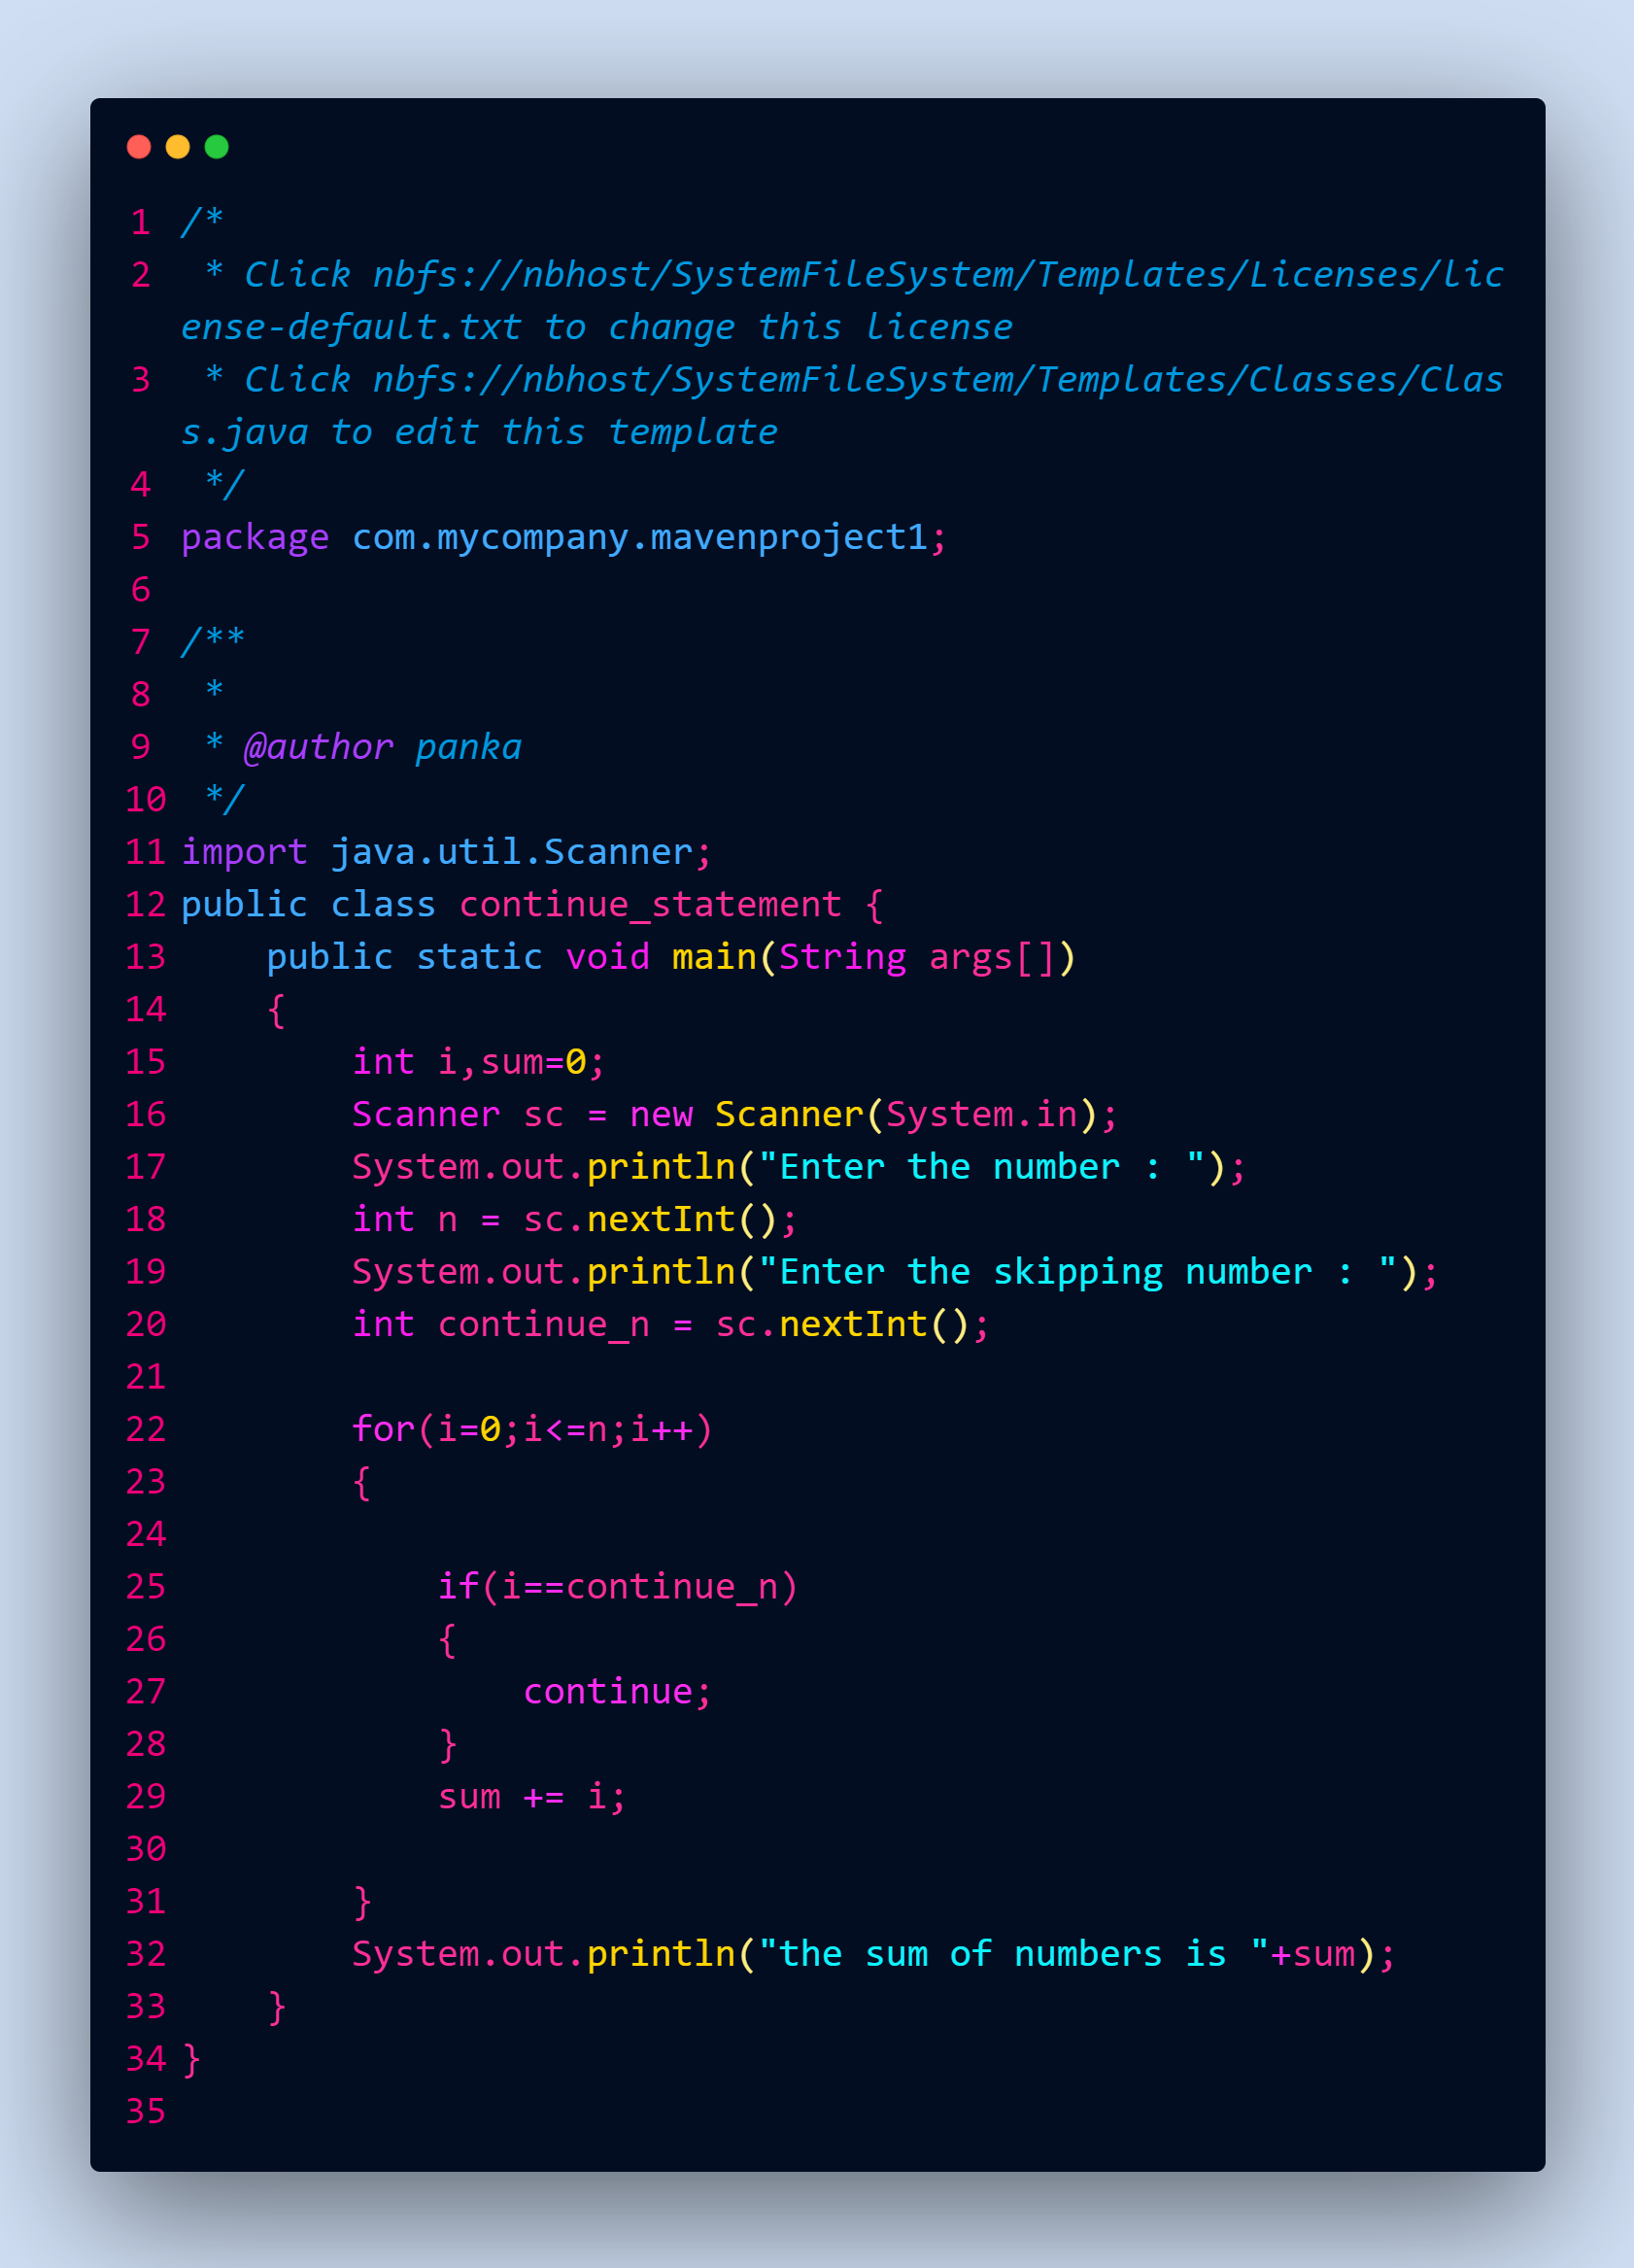 1 /*
2  * Click nbfs://nbhost/SystemFileSystem/Templates/Licenses/lic
ense-default.txt to change this license
3  * Click nbfs://nbhost/SystemFileSystem/Templates/Classes/Clas
s.java to edit this template
4  */
5 package com.mycompany.mavenproject1;
6
7 /**
8  *
9  * @author panka
10  */
11 import java.util.Scanner;
12 public class continue_statement {
13     public static void main(String args[])
14     {
15         int i,sum=0;
16         Scanner sc = new Scanner(System.in);
17         System.out.println("Enter the number : ");
18         int n = sc.nextInt();
19         System.out.println("Enter the skipping number : ");
20         int continue_n = sc.nextInt();
21
22         for(i=0;i<=n;i++)
23         {
24
25             if(i==continue_n)
26             {
27                 continue;
28             }
29             sum += i;
30
31         }
32         System.out.println("the sum of numbers is "+sum);
33     }
34 }
35